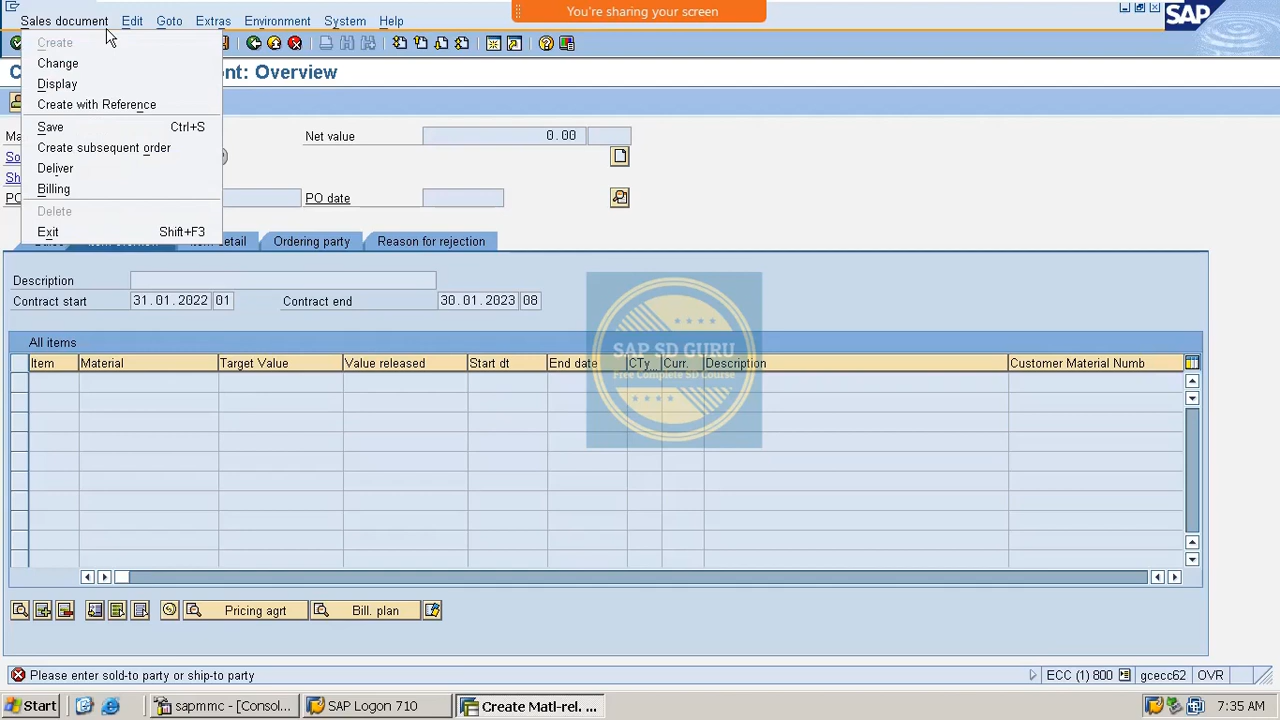 You're sharing your screen
Sales document Edit Goto Extras Environment System Help
SAP
Create
Change
Display
Create with Reference
Save Ctrl+S
Create subsequent order
Deliver
Billing
Delete
Exit Shift+F3
: Overview
Net value 0.00
PO date
Ordering party Reason for rejection
Description
Contract start 31.01.2022 01 Contract end 30.01.2023 08
All items
Item Material Target Value Value released Start dt End date CTy... Curr. Description Customer Material Numb
SAP SD GURU
Free Complete SD Course
Pricing agrt Bill. plan
Please enter sold-to party or ship-to party ECC (1) 800 gcecc62 OVR
Start sapmmc - [Consol... SAP Logon 710 Create Matl-rel. ... 7:35 AM